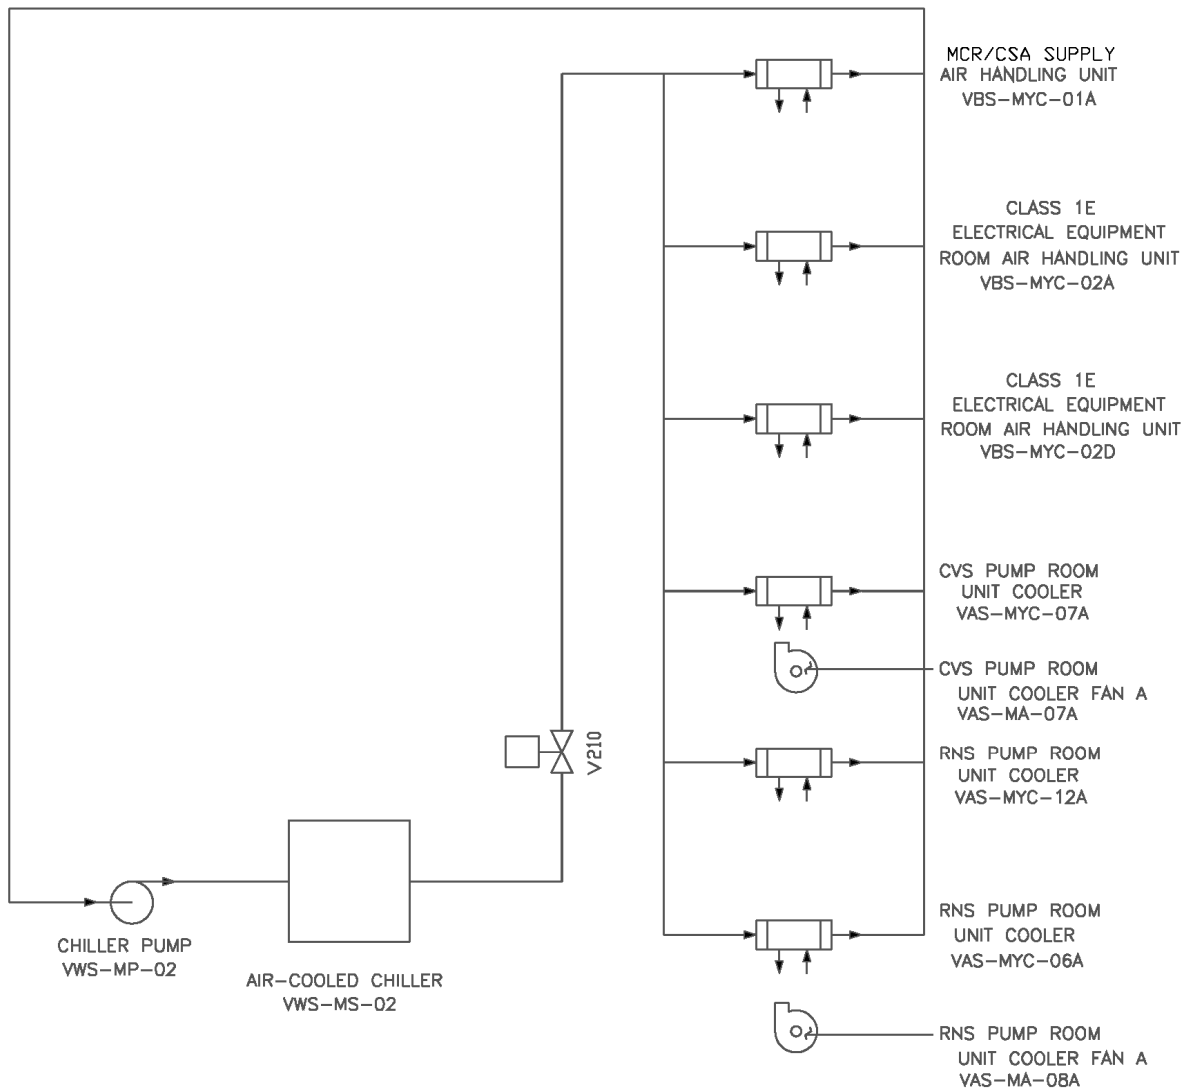 MCR/CSA SUPPLY
AIR HANDLING UNIT
VBS-MYC-01A
CLASS 1E
ELECTRICAL EQUIPMENT
ROOM AIR HANDLING UNIT
VBS-MYC-02A
CLASS 1E
ELECTRICAL EQUIPMENT
ROOM AIR HANDLING UNIT
VBS-MYC-02D
CVS PUMP ROOM
UNIT COOLER
VAS-MYC-07A
CVS PUMP ROOM
UNIT COOLER FAN A
VAS-MA-07A
V210
RNS PUMP ROOM
UNIT COOLER
VAS-MYC-12A
RNS PUMP ROOM
UNIT COOLER
VAS-MYC-06A
CHILLER PUMP
VWS-MP-02
AIR-COOLED CHILLER
VWS-MS-02
RNS PUMP ROOM
UNIT COOLER FAN A
VAS-MA-08A